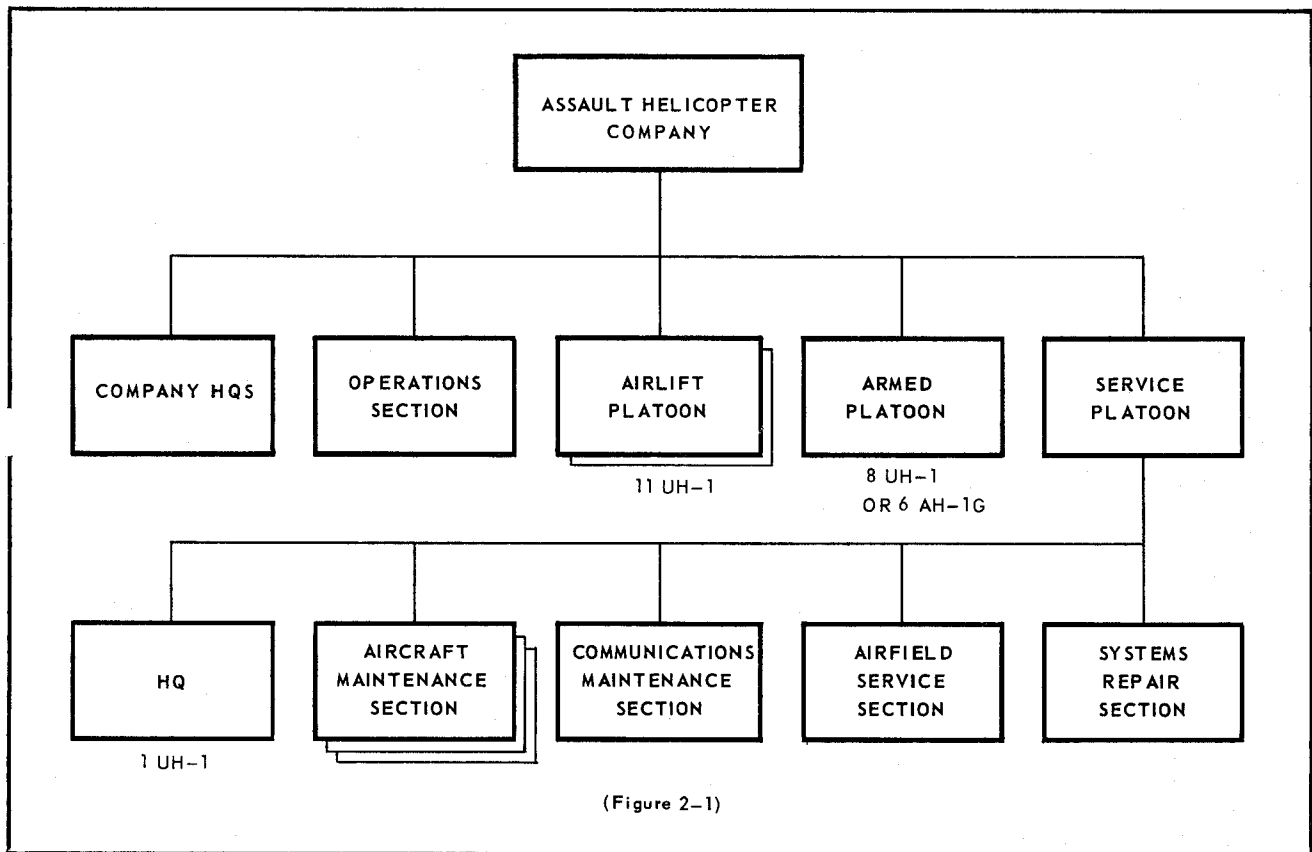 ASSAULT HELICOPTER
COMPANY
COMPANY HQS
OPERATIONS
SECTION
AIRLIFT
PLATOON
ARMED
PLATOON
SERVICE
PLATOON
11 UH-1
8 UH-1
OR 6 AH-1G
HQ
AIRCRAFT
MAINTENANCE
SECTION
COMMUNICATIONS
MAINTENANCE
SECTION
AIRFIELD
SERVICE
SECTION
SYSTEMS
REPAIR
SECTION
1 UH-1
(Figure 2-1)